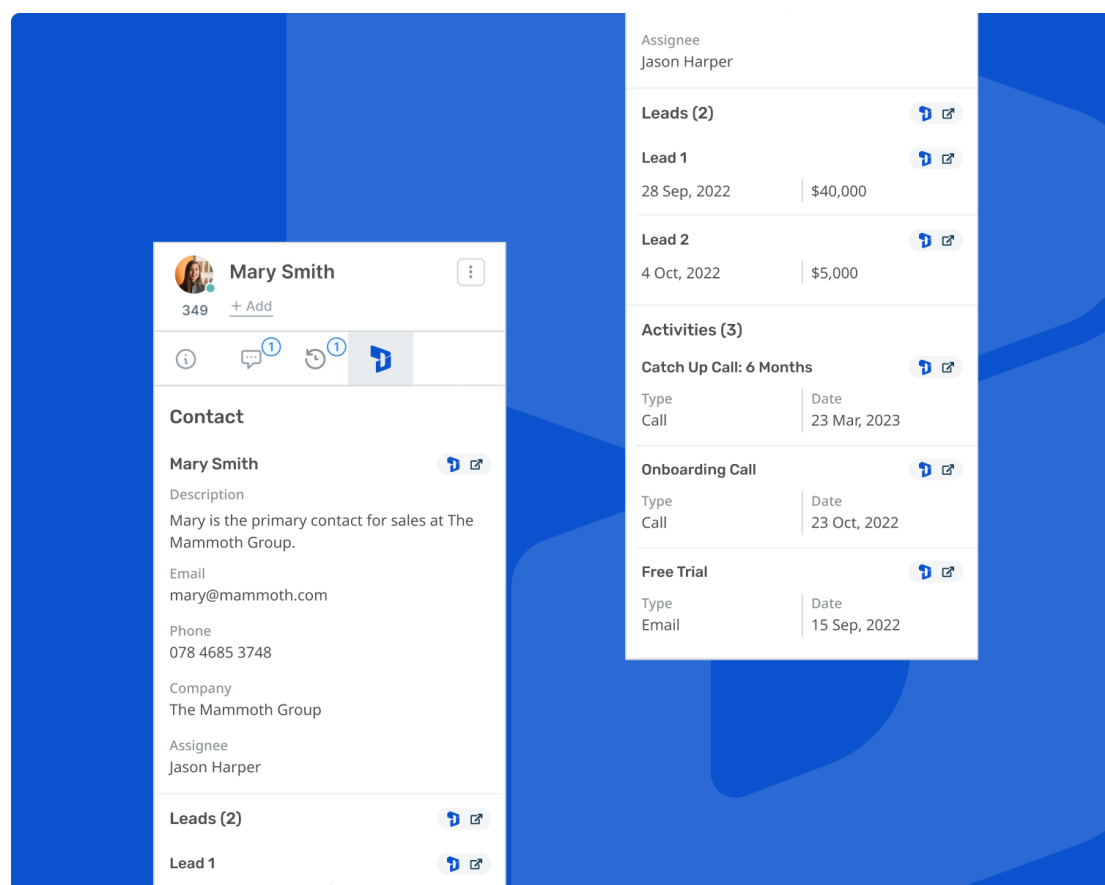 Mary Smith
349
+ Add
1
1
Contact
Mary Smith
Description
Mary is the primary contact for sales at The
Mammoth Group.
Email
mary@mammoth.com
Phone
078 4685 3748
Company
The Mammoth Group
Assignee
Jason Harper
Leads (2)
Lead 1
Assignee
Jason Harper
Leads (2)
Lead 1
28 Sep, 2022 $40,000
Lead 2
4 Oct, 2022 $5,000
Activities (3)
Catch Up Call: 6 Months
Type Date
Call 23 Mar, 2023
Onboarding Call
Type Date
Call 23 Oct, 2022
Free Trial
Type Date
Email 15 Sep, 2022